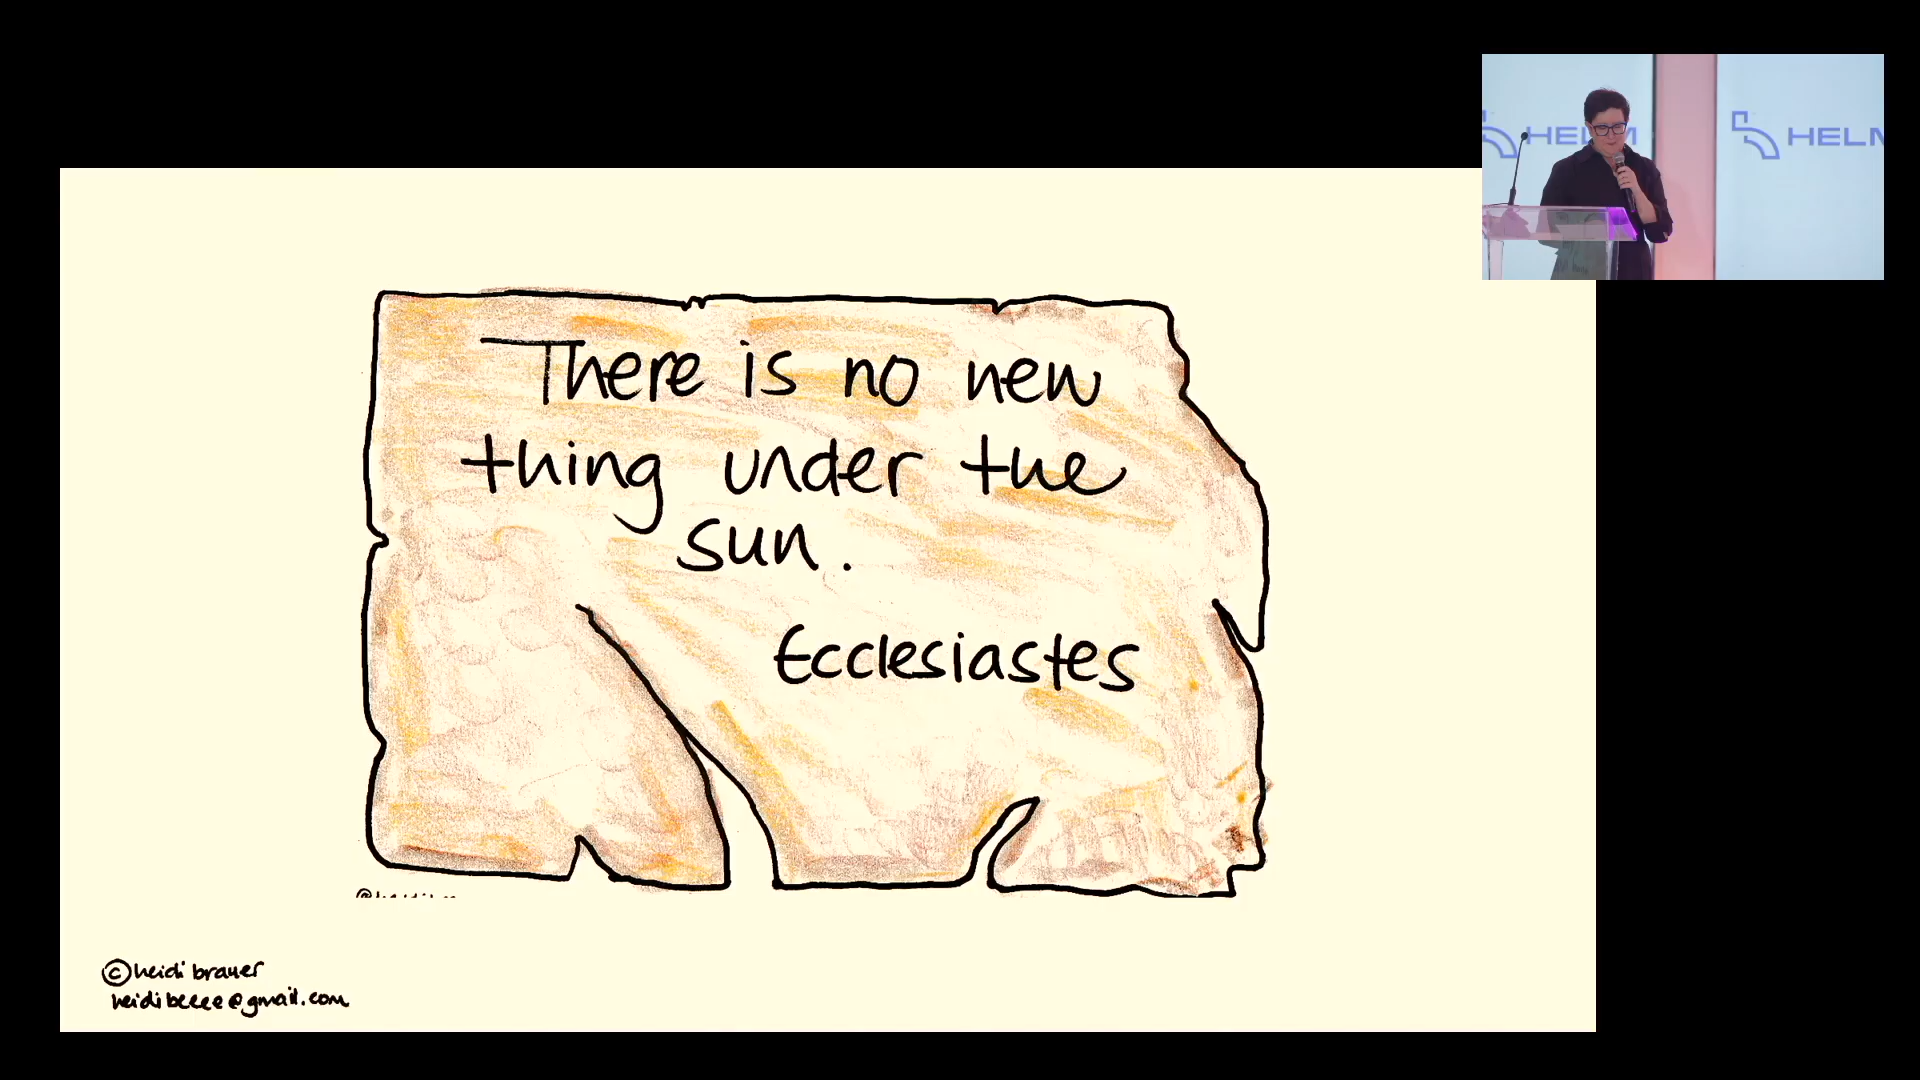 There is no new
thing under the
sun.
Ecclesiastes
© heidi brauer
heidibeeee@gmail.com
HELM
HELM